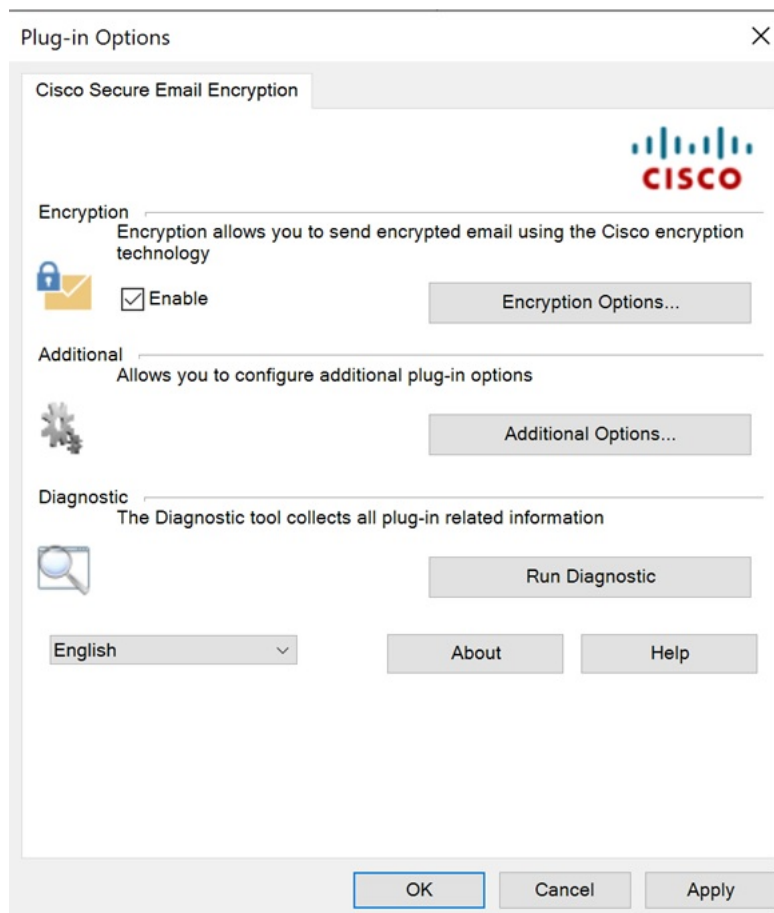 Plug-in Options
Cisco Secure Email Encryption
CISCO
Encryption
Encryption allows you to send encrypted email using the Cisco encryption
technology
Enable
Encryption Options...
Additional
Allows you to configure additional plug-in options
Additional Options...
Diagnostic
The Diagnostic tool collects all plug-in related information
Run Diagnostic
English
About
Help
OK
Cancel
Apply